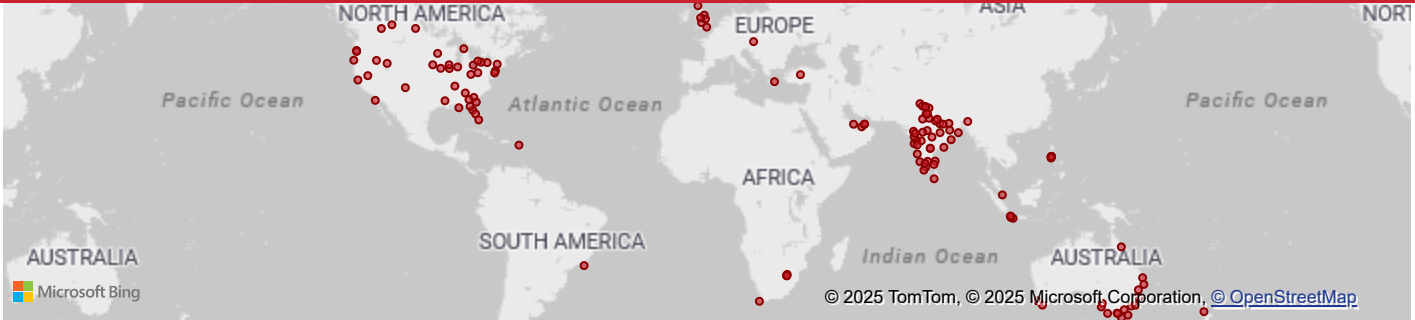 NORTH AMERICA
ASIA
NORT
EUROPE
Pacific Ocean
Atlantic Ocean
Pacific Ocean
AFRICA
SOUTH AMERICA
AUSTRALIA
Indian Ocean
AUSTRALIA
Microsoft Bing
© 2025 TomTom, © 2025 Microsoft Corporation, © OpenStreetMap